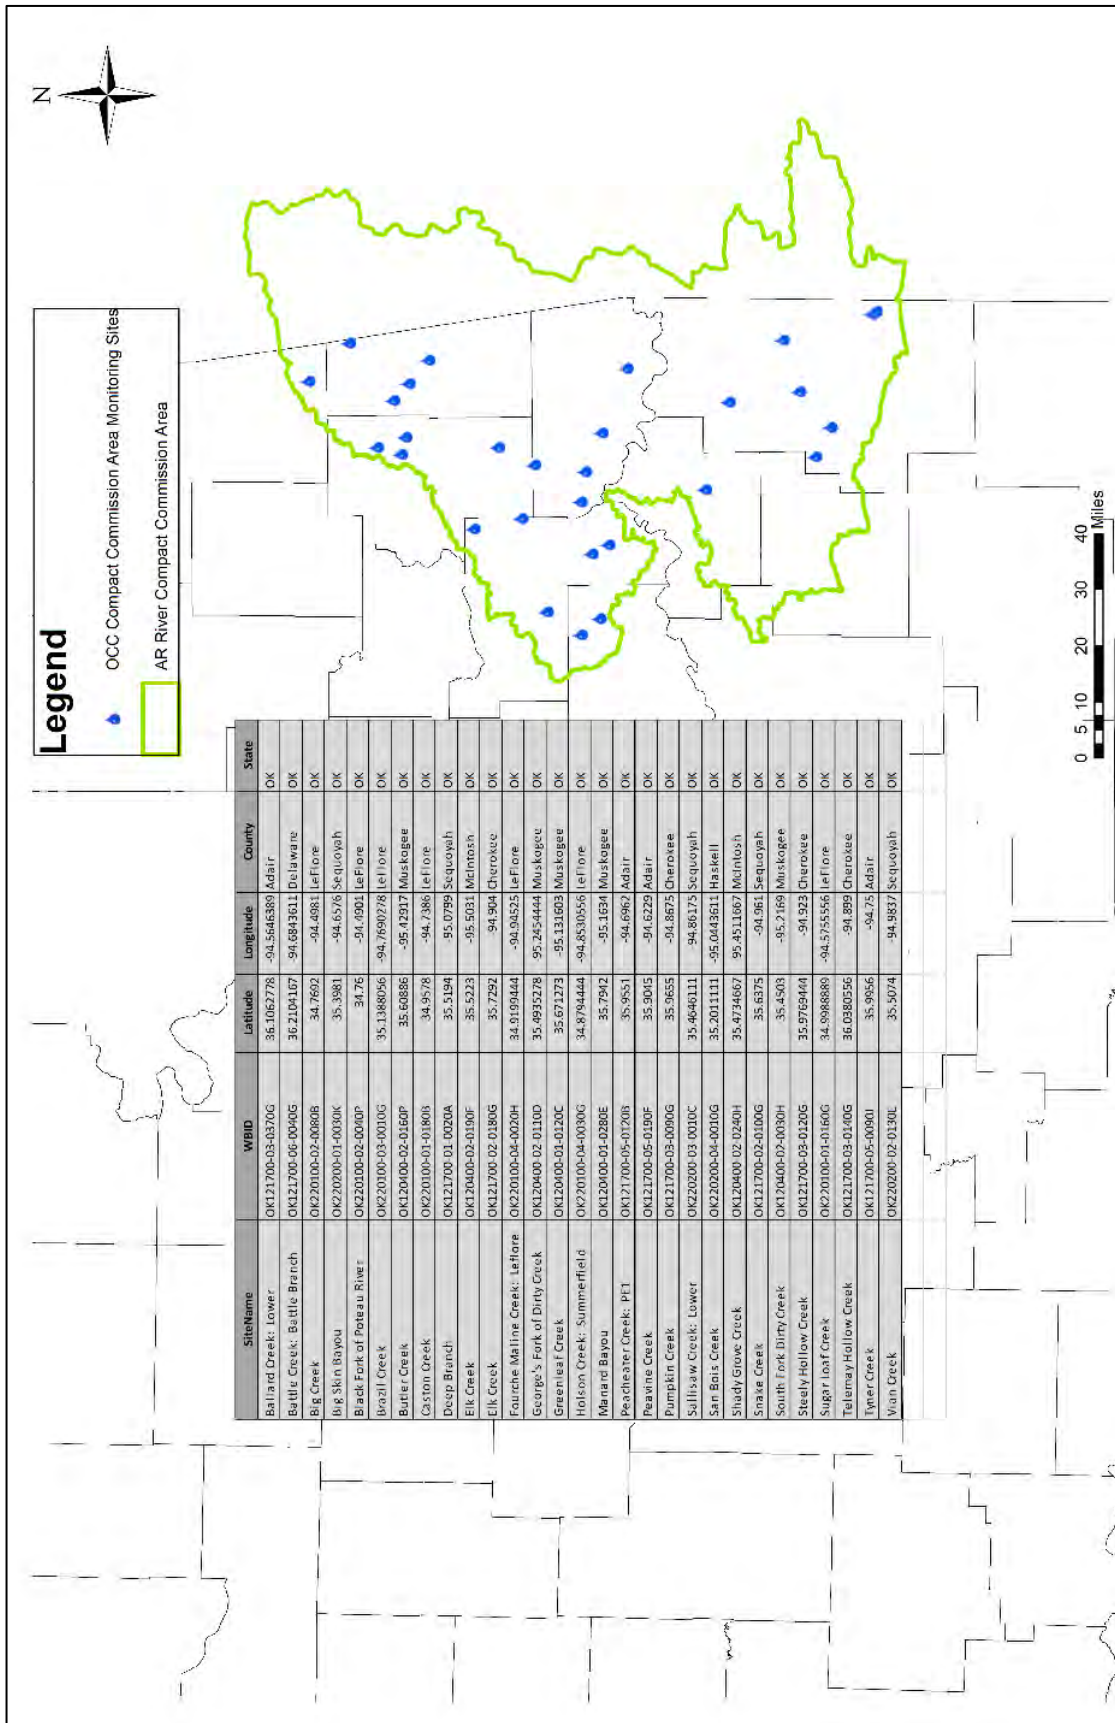 N
Legend
OCC Compact Commission Area Monitoring Sites
AR River Compact Commission Area
SiteName WBID Latitude Longitude County State
Ballard Creek: Lower OK121700-03-0370G 36.1062778 -94.5646389 Adair OK
Battle Creek: Battle Branch OK121700-06-0040G 36.2104167 -94.6843611 Delaware OK
Big Creek OK220100-02-0080B 34.7692 -94.4981 LeFlore OK
Big Skin Bayou OK220200-01-0030K 35.3981 -94.6576 Sequoyah OK
Black Fork of Poteau River OK220100-02-0040P 34.76 -94.4901 LeFlore OK
Brazil Creek OK220100-03-0010G 35.1388056 -94.7690278 LeFlore OK
Butler Creek OK120400-02-0160P 35.60886 -95.42917 Muskogee OK
Caston Creek OK220100-01-0180B 34.9578 -94.7386 LeFlore OK
Deep Branch OK121700-01-0020A 35.5194 -95.0799 Sequoyah OK
Elk Creek OK120400-02-0190F 35.5223 -95.5031 McIntosh OK
Elk Creek OK121700-02-0180G 35.7292 -94.904 Cherokee OK
Fourche Maline Creek: Leflore OK220100-04-0020H 34.9199444 -94.94525 LeFlore OK
George's Fork of Dirty Creek OK120400-02-0110D 35.4935278 -95.2454444 Muskogee OK
Greenleaf Creek OK120400-01-0120C 35.671273 -95.131603 Muskogee OK
Holson Creek: Summerfield OK220100-04-0030G 34.8794444 -94.8530556 LeFlore OK
Manard Bayou OK120400-01-0280E 35.7942 -95.1634 Muskogee OK
Peacheater Creek: PE1 OK121700-05-0120B 35.9551 -94.6962 Adair OK
Peavine Creek OK121700-05-0190F 35.9045 -94.6229 Adair OK
Pumpkin Creek OK121700-03-0090G 35.9655 -94.8675 Cherokee OK
Sallisaw Creek: Lower OK220200-03-0010C 35.4646111 -94.86175 Sequoyah OK
San Bois Creek OK220200-04-0010G 35.2011111 -95.0443611 Haskell OK
Shady Grove Creek OK120400-02-0240H 35.4734667 95.4511667 McIntosh OK
Snake Creek OK121700-02-0100G 35.6375 -94.961 Sequoyah OK
South Fork Dirty Creek OK120400-02-0030H 35.4503 -95.2169 Muskogee OK
Steely Hollow Creek OK121700-03-0120G 35.9769444 -94.923 Cherokee OK
Sugar Loaf Creek OK220100-01-0160G 34.9988889 -94.5755556 LeFlore OK
Telemay Hollow Creek OK121700-03-0140G 36.0380556 -94.899 Cherokee OK
Tyner Creek OK121700-05-0090I 35.9956 -94.75 Adair OK
Vian Creek OK220200-02-0130E 35.5074 -94.9837 Sequoyah OK
0 5 10 20 30 40
Miles